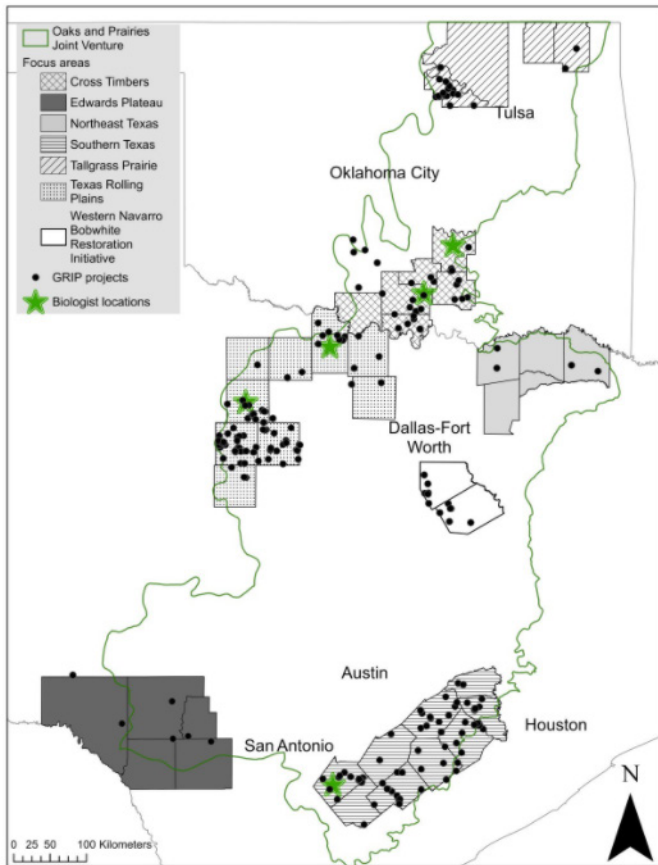 Oaks and Prairies
Joint Venture
Focus areas
Cross Timbers
Edwards Plateau
Northeast Texas
Southern Texas
Tallgrass Prairie
Texas Rolling
Plains
Western Navarro
Bobwhite
Restoration
Initiative
GRIP projects
Biologist locations
Tulsa
Oklahoma City
Dallas-Fort
Worth
Austin
Houston
San Antonio
N
0 25 50 100 Kilometers